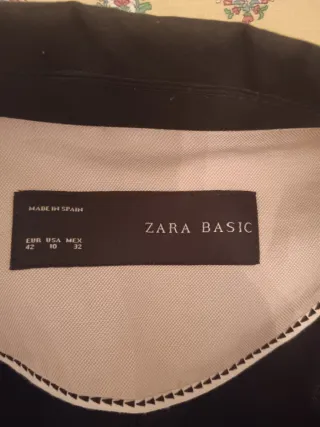 MADE IN SPAIN
ZARA BASIC
EUR USA MEX
42 10 32